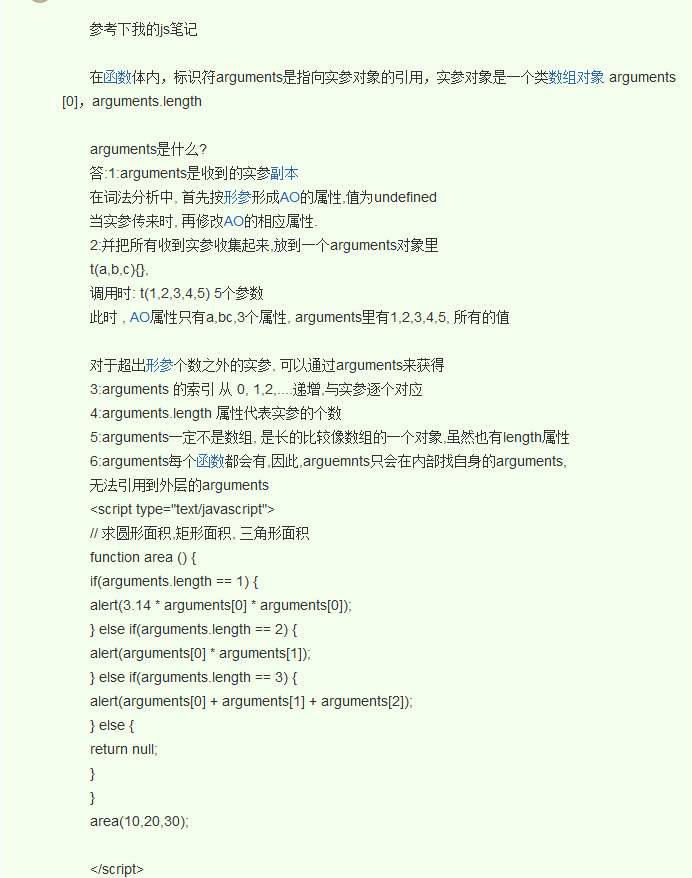 参考下我的js笔记
在函数体内，标识符arguments是指向实参对象的引用，实参对象是一个类数组对象 arguments
[0]，arguments.length
arguments是什么?
答:1:arguments是收到的实参副本
在词法分析中, 首先按形参形成AO的属性,值为undefined
当实参传来时, 再修改AO的相应属性.
2:并把所有收到实参收集起来,放到一个arguments对象里
t(a,b,c){},
调用时: t(1,2,3,4,5) 5个参数
此时 , AO属性只有a,bc,3个属性, arguments里有1,2,3,4,5, 所有的值
对于超出形参个数之外的实参, 可以通过arguments来获得
3:arguments 的索引 从 0, 1,2,....递增,与实参逐个对应
4:arguments.length 属性代表实参的个数
5:arguments一定不是数组, 是长的比较像数组的一个对象,虽然也有length属性
6:arguments每个函数都会有,因此,arguemnts只会在内部找自身的arguments,
无法引用到外层的arguments
<script type="text/javascript">
// 求圆形面积,矩形面积, 三角形面积
function area () {
if(arguments.length == 1) {
alert(3.14 * arguments[0] * arguments[0]);
} else if(arguments.length == 2) {
alert(arguments[0] * arguments[1]);
} else if(arguments.length == 3) {
alert(arguments[0] + arguments[1] + arguments[2]);
} else {
return null;
}
}
area(10,20,30);
</script>